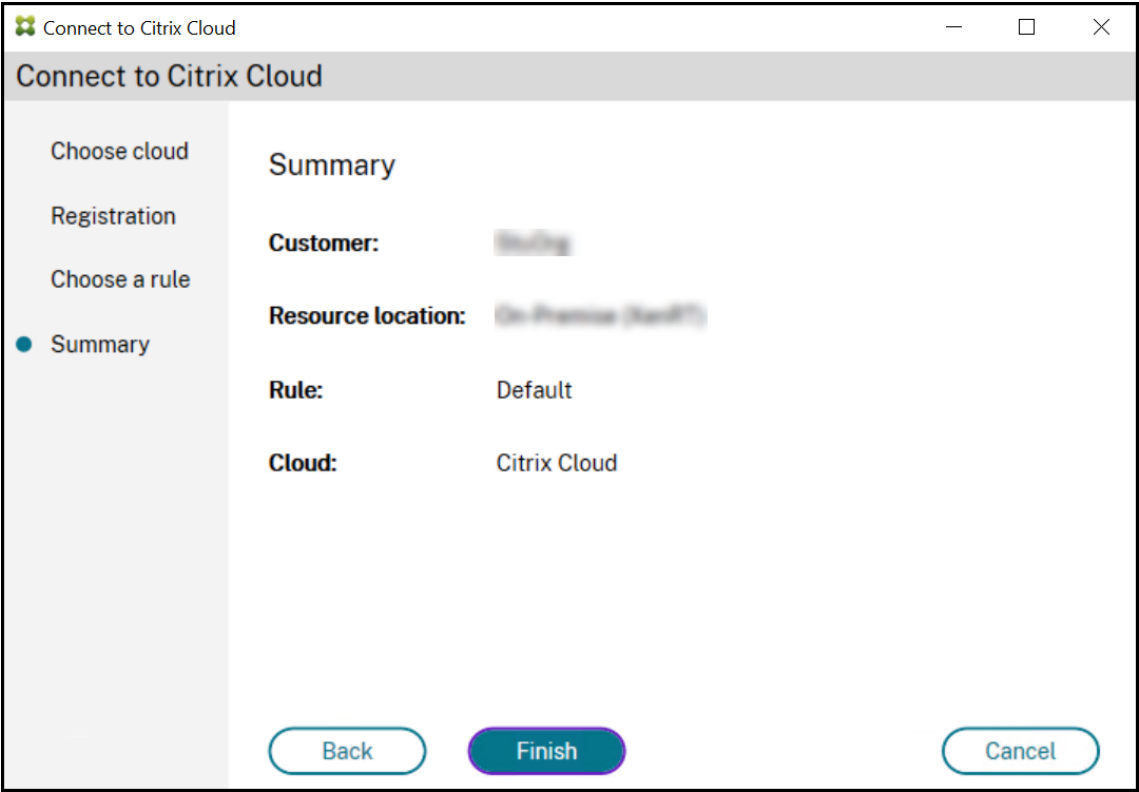 Connect to Citrix Cloud
Connect to Citrix Cloud
Choose cloud
Registration
Choose a rule
Summary
Summary
Customer:
Resource location:
Rule: Default
Cloud: Citrix Cloud
Back Finish Cancel